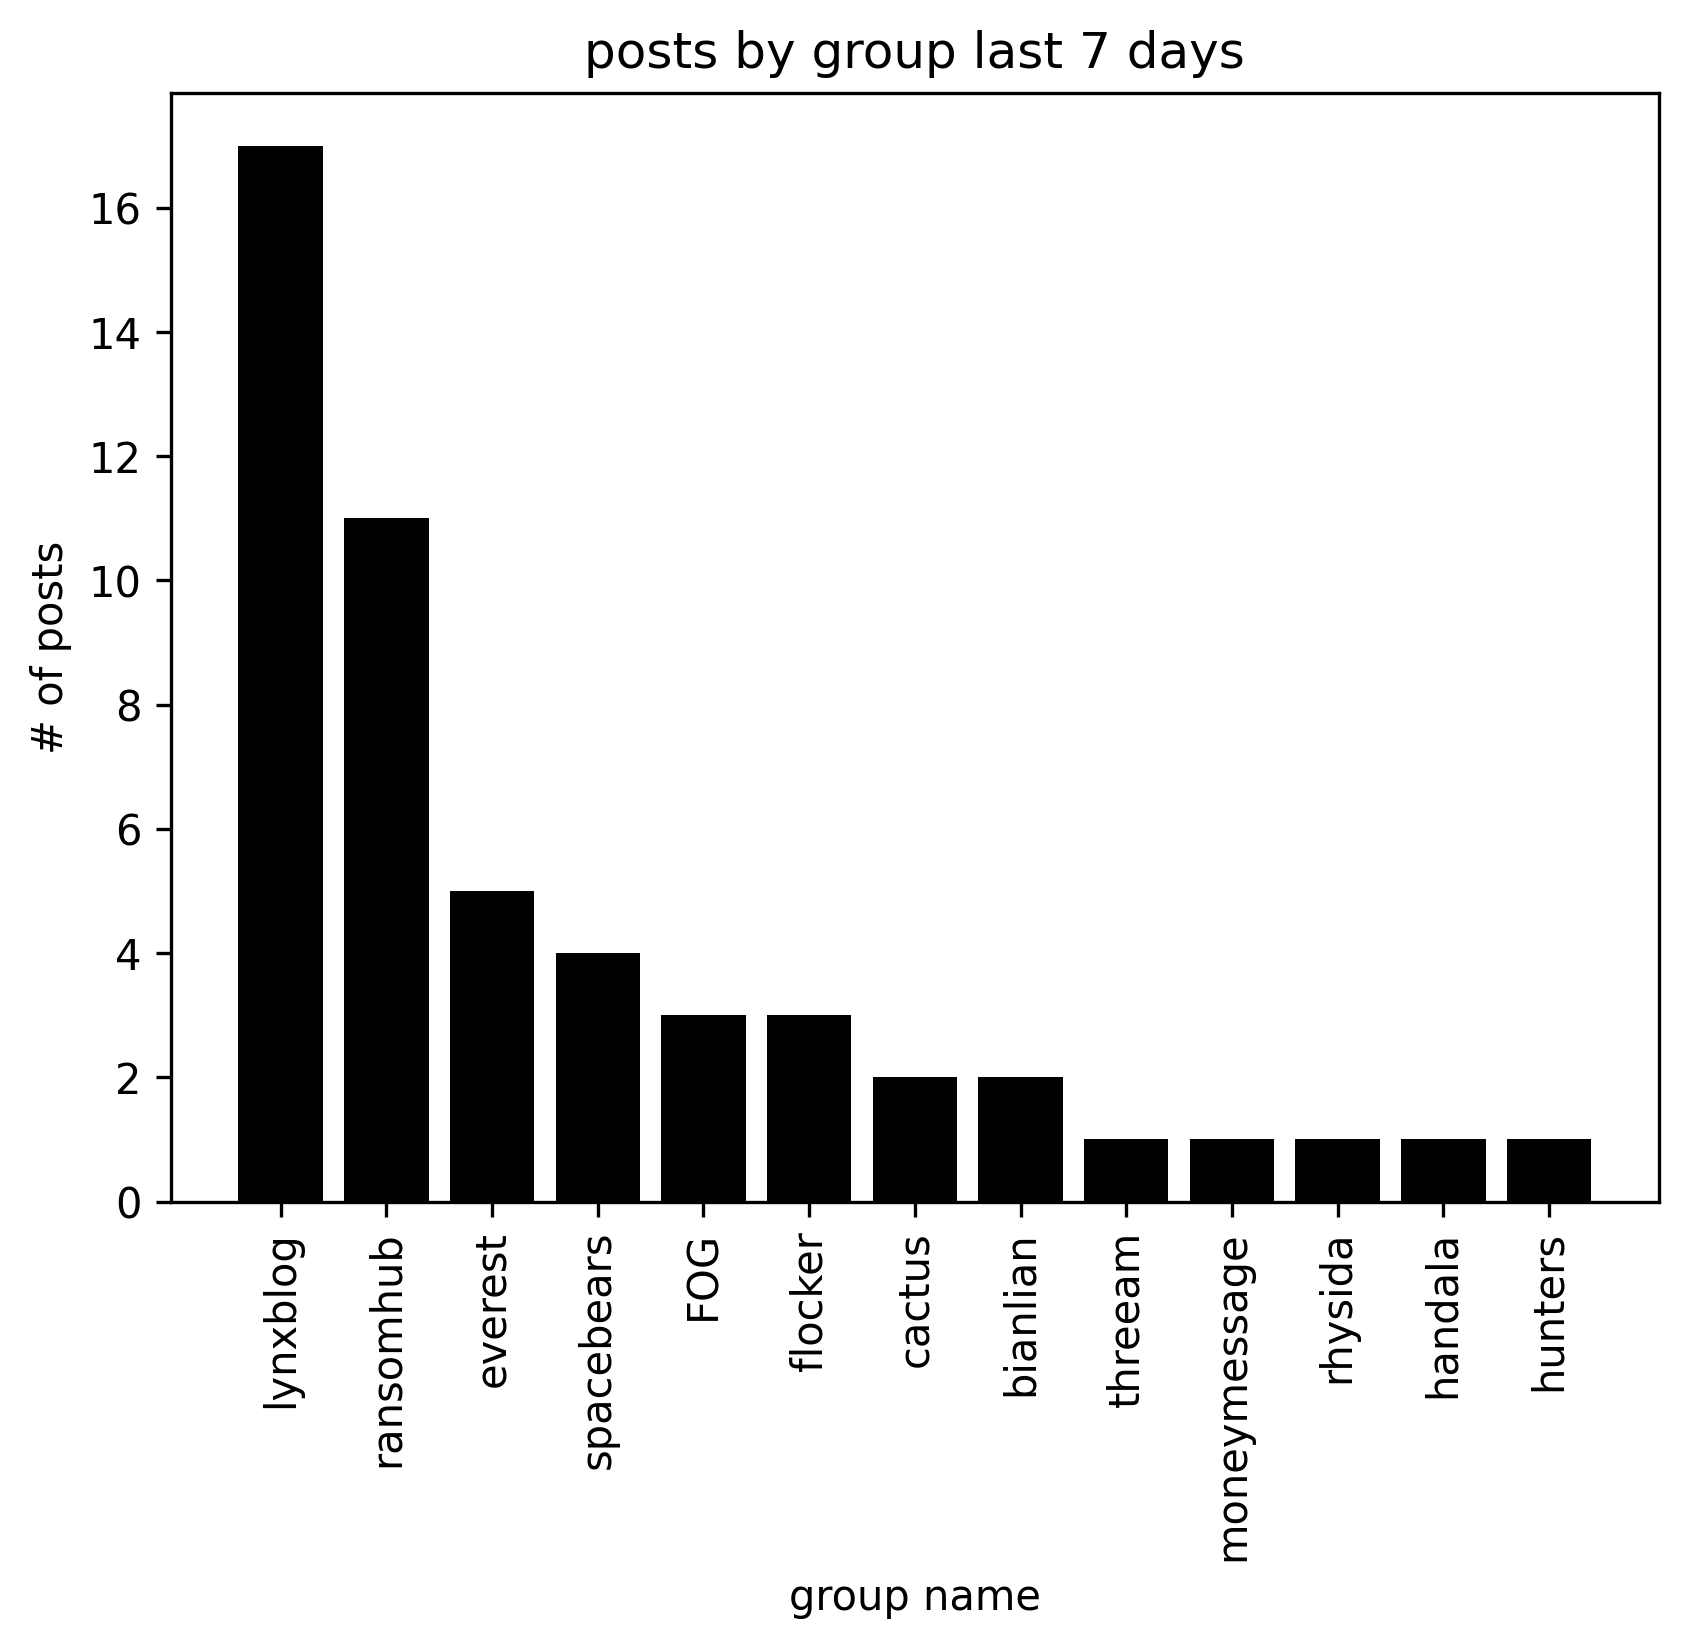 posts by group last 7 days
# of posts
16
14
12
10
8
6
4
2
0
lynxblog
ransomhub
everest
spacebears
FOG
flocker
cactus
bianlian
threeam
moneymessage
rhysida
handala
hunters
group name